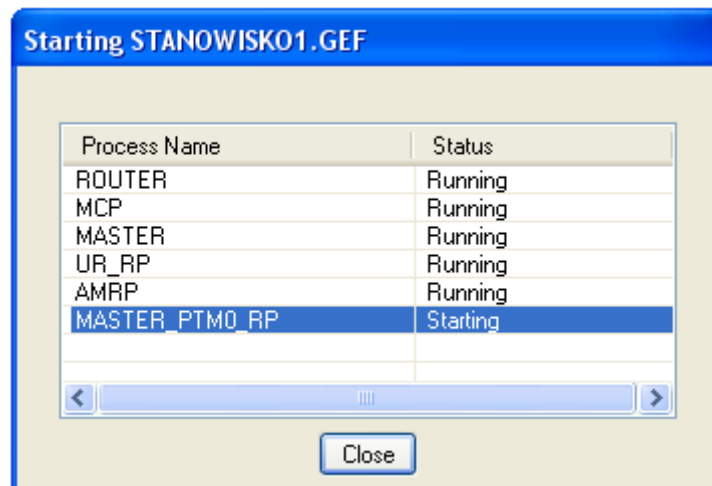 Starting STANOWISKO1.GEF
Process Name Status
ROUTER Running
MCP Running
MASTER Running
UR_RP Running
AMRP Running
MASTER_PTM0_RP Starting
Close